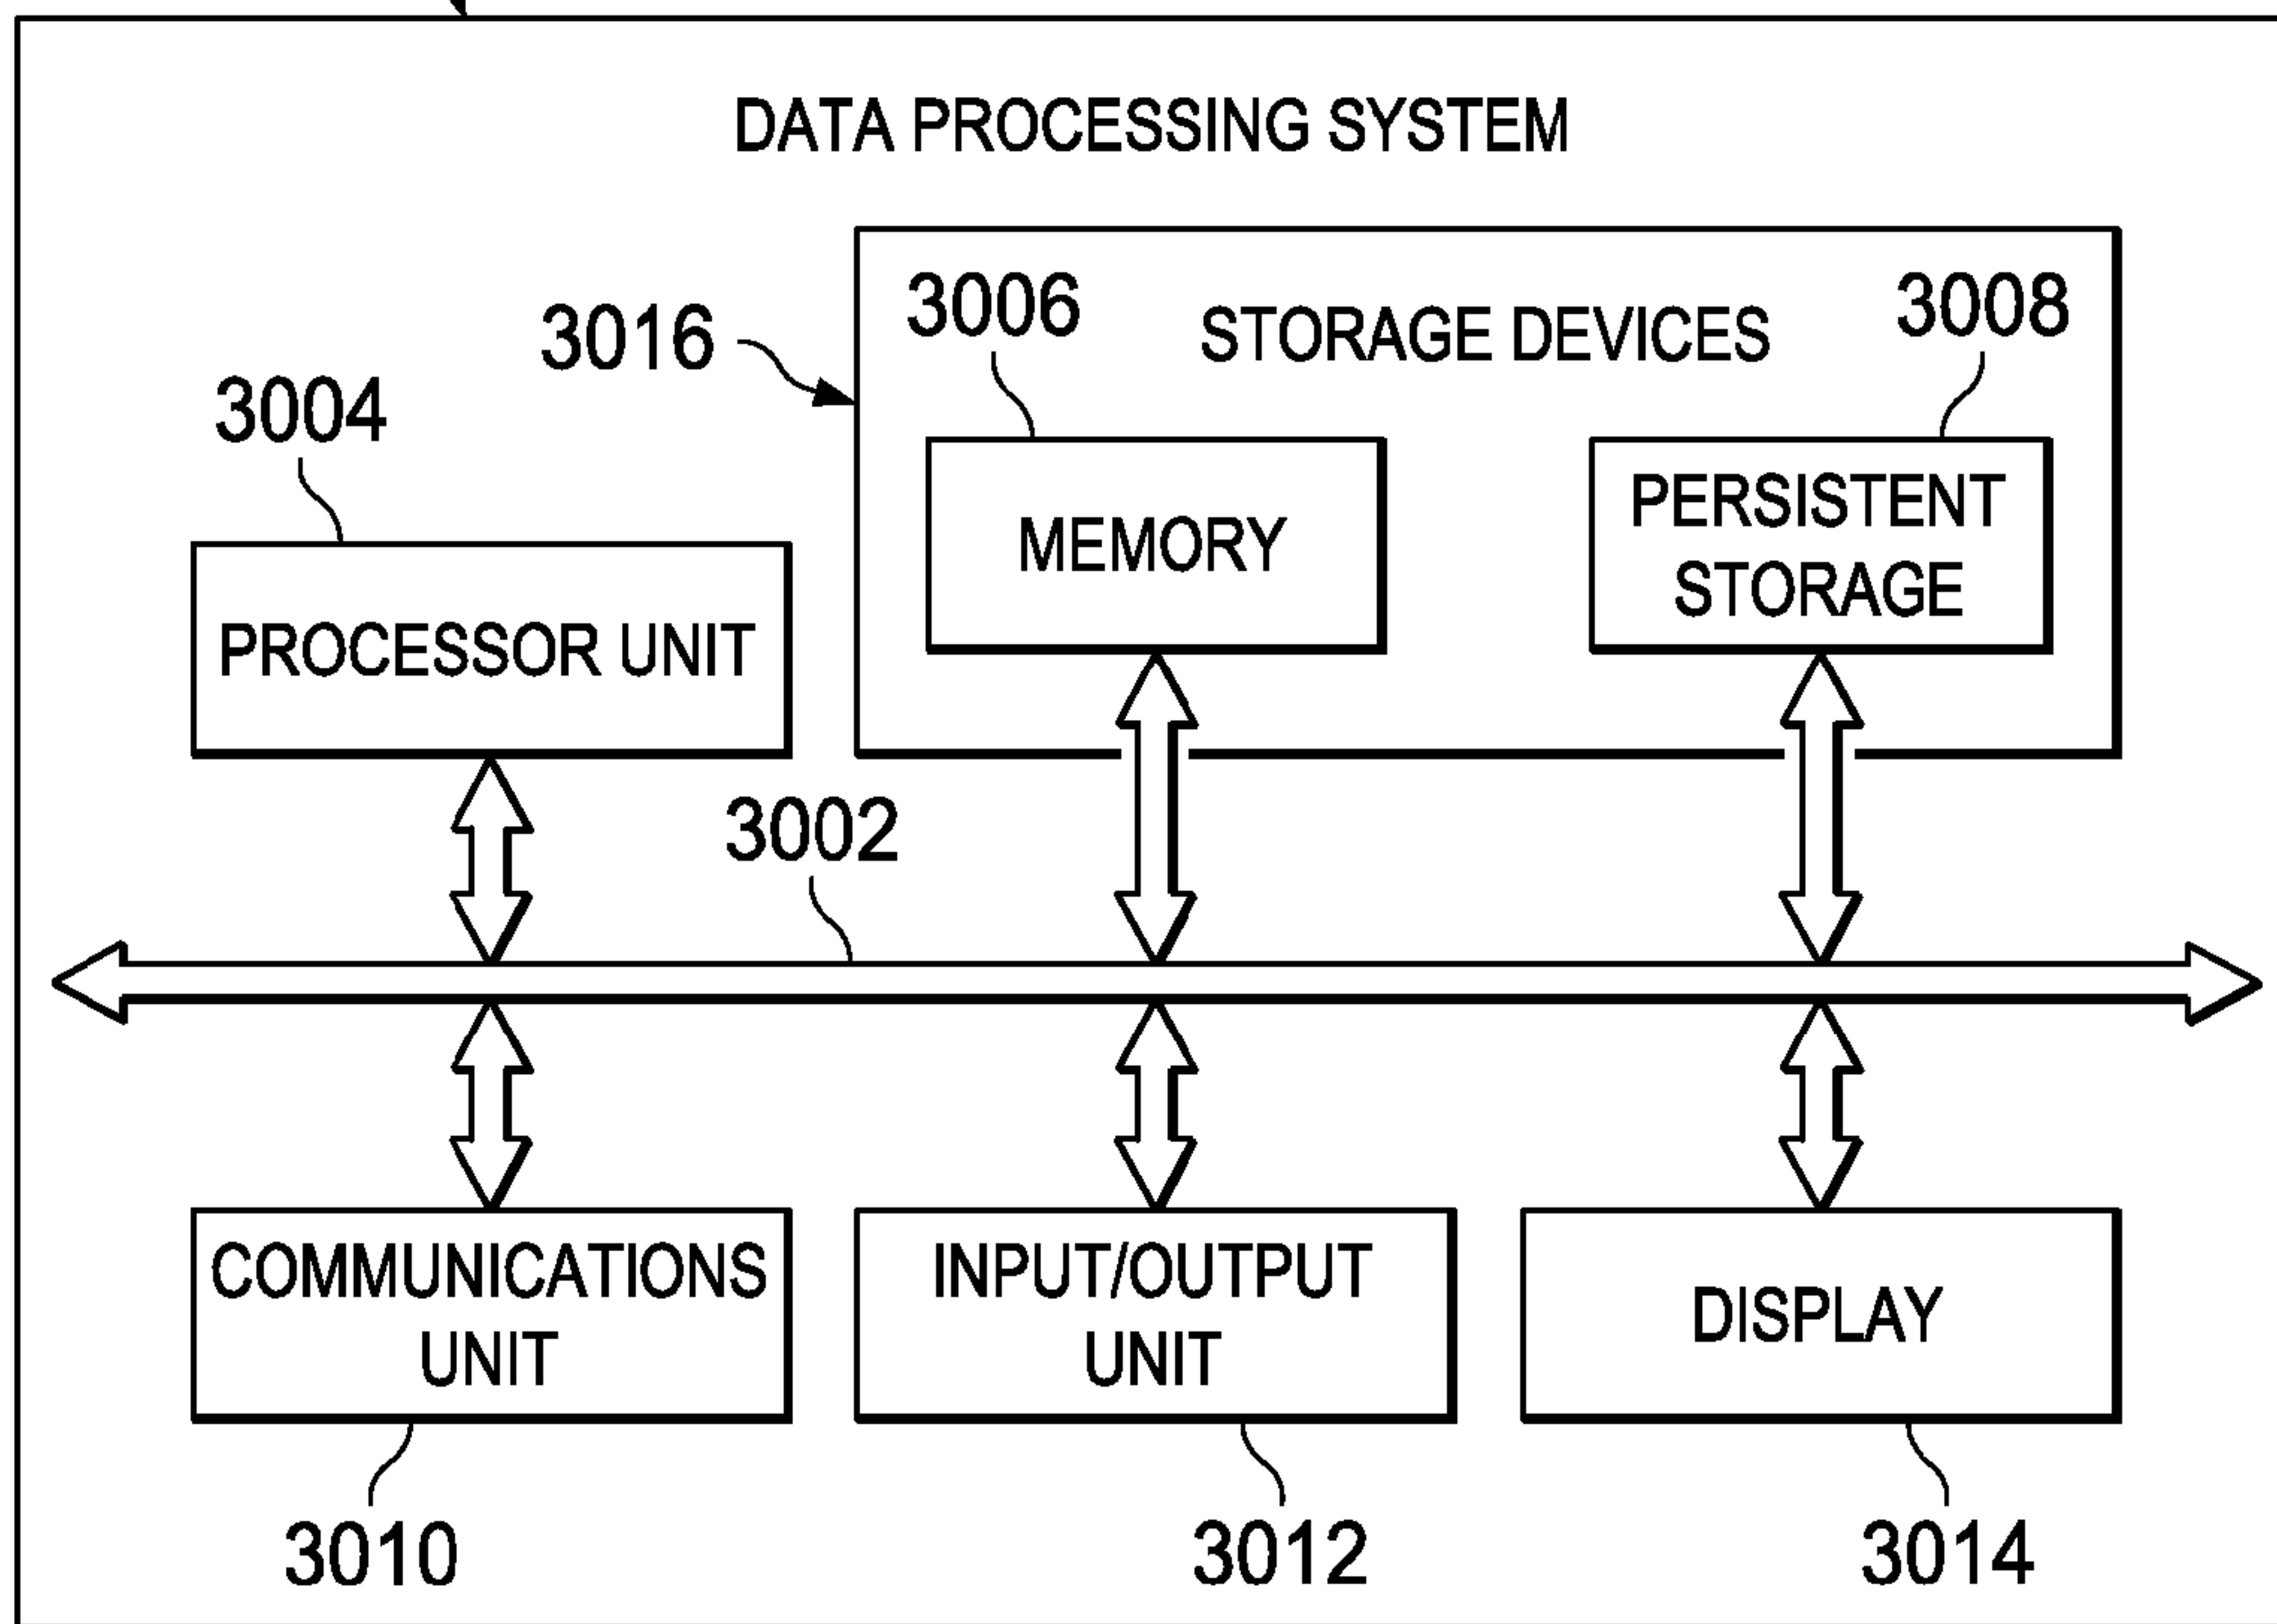 DATA PROCESSING SYSTEM
3016
3006
STORAGE DEVICES
3008
3004
MEMORY
PERSISTENT
STORAGE
PROCESSOR UNIT
3002
COMMUNICATIONS
UNIT
INPUT/OUTPUT
UNIT
DISPLAY
3010
3012
3014